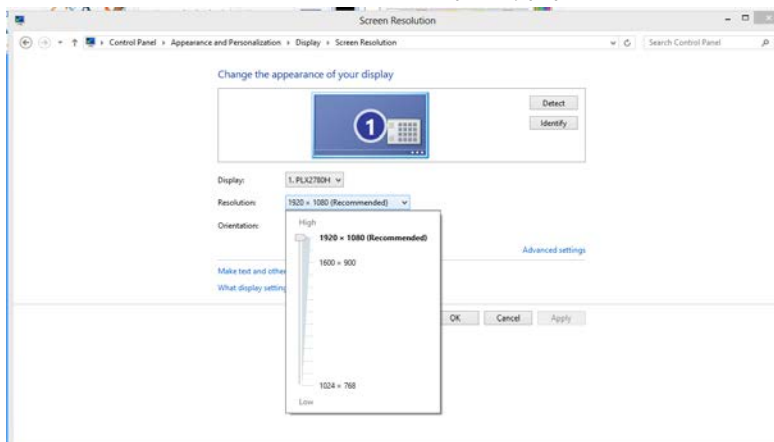 Screen Resolution
Control Panel ▸ Appearance and Personalization ▸ Display ▸ Screen Resolution
Search Control Panel
Change the appearance of your display
1
Detect
Identify
Display: 1. PLX2780H
Resolution: 1920 × 1080 (Recommended)
Orientation:
High
1920 × 1080 (Recommended)
Advanced settings
1600 × 900
Make text and other
What display setting
OK Cancel Apply
1024 × 768
Low